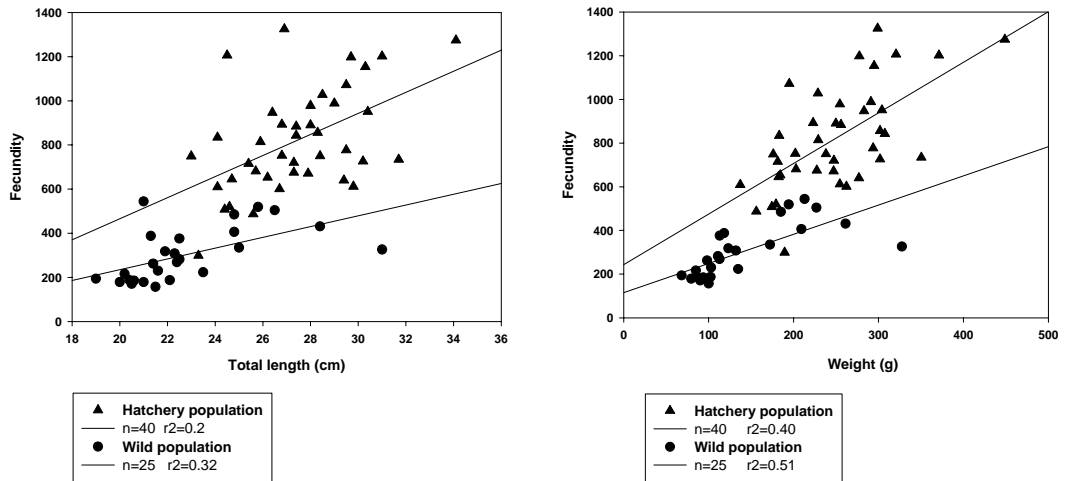 1400
1200
1000
800
600
400
200
0
Fecundity
18 20 22 24 26 28 30 32 34 36
Total length (cm)
Hatchery population
n=40 r2=0.2
Wild population
n=25 r2=0.32
1400
1200
1000
800
600
400
200
0
Fecundity
0 100 200 300 400 500
Weight (g)
Hatchery population
n=40 r2=0.40
Wild population
n=25 r2=0.51